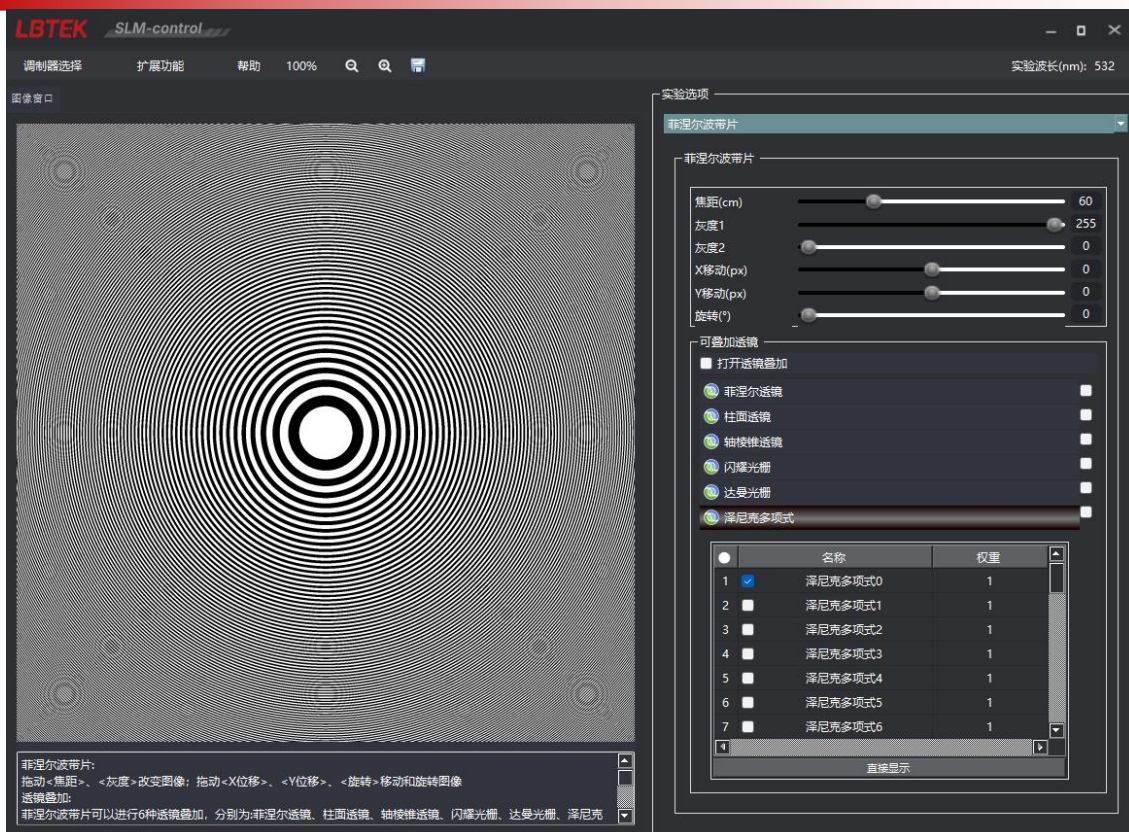 LBTEK SLM-control
调制器选择 扩展功能 帮助 100% 实验波长(nm): 532
图像窗口
实验选项
菲涅尔波带片
菲涅尔波带片
焦距(cm) 60
灰度1 255
灰度2 0
X移动(px) 0
Y移动(px) 0
旋转(°) 0
可叠加透镜
打开透镜叠加
菲涅尔透镜
柱面透镜
轴棱锥透镜
闪耀光栅
达曼光栅
泽尼克多项式
名称 权重
1 泽尼克多项式0 1
2 泽尼克多项式1 1
3 泽尼克多项式2 1
4 泽尼克多项式3 1
5 泽尼克多项式4 1
6 泽尼克多项式5 1
7 泽尼克多项式6 1
直接显示
菲涅尔波带片:
拖动<焦距>、<灰度>改变图像; 拖动<X位移>、<Y位移>、<旋转>移动和旋转图像
透镜叠加:
菲涅尔波带片可以进行6种透镜叠加, 分别为:菲涅尔透镜、柱面透镜、轴棱锥透镜、闪耀光栅、达曼光栅、泽尼克